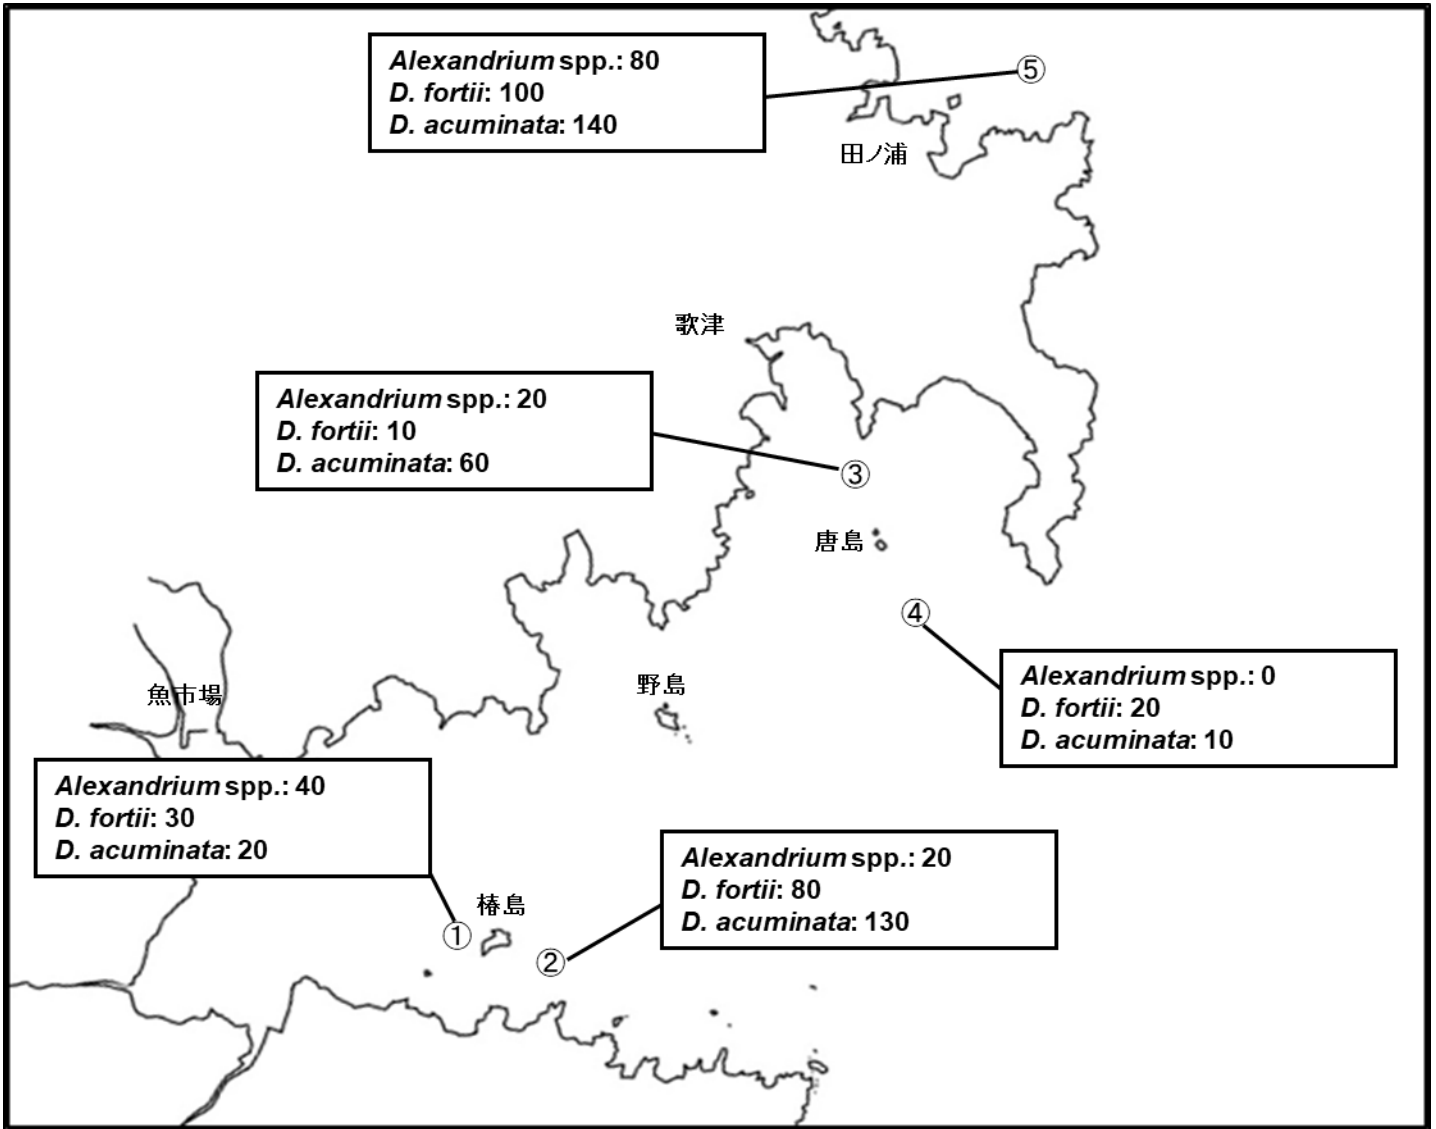 Alexandrium spp.: 80
D. fortii: 100
D. acuminata: 140
⑤
田ノ浦
歌津
Alexandrium spp.: 20
D. fortii: 10
D. acuminata: 60
③
唐島
④
Alexandrium spp.: 0
D. fortii: 20
D. acuminata: 10
野島
魚市場
Alexandrium spp.: 40
D. fortii: 30
D. acuminata: 20
椿島
①
②
Alexandrium spp.: 20
D. fortii: 80
D. acuminata: 130